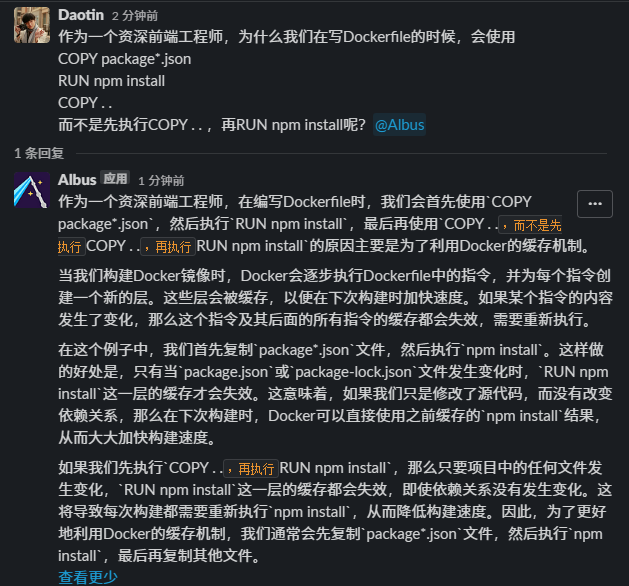 Daotin 2 分钟前
作为一个资深前端工程师，为什么我们在写Dockerfile的时候，会使用
COPY package*.json
RUN npm install
COPY . .
而不是先执行COPY . . ，再RUN npm install呢？ @Albus
1 条回复
Albus 应用 1 分钟前
作为一个资深前端工程师，在编写Dockerfile时，我们会首先使用`COPY
package*.json`，然后执行`RUN npm install`，最后再使用`COPY . .，而不是先
执行COPY . .，再执行RUN npm install`的原因主要是为了利用Docker的缓存机制。
当我们构建Docker镜像时，Docker会逐步执行Dockerfile中的指令，并为每个指令创
建一个新的层。这些层会被缓存，以便在下次构建时加快速度。如果某个指令的内容
发生了变化，那么这个指令及其后面的所有指令的缓存都会失效，需要重新执行。
在这个例子中，我们首先复制`package*.json`文件，然后执行`npm install`。这样做
的好处是，只有当`package.json`或`package-lock.json`文件发生变化时，`RUN npm
install`这一层的缓存才会失效。这意味着，如果我们只是修改了源代码，而没有改变
依赖关系，那么在下次构建时，Docker可以直接使用之前缓存的`npm install`结果，
从而大大加快构建速度。
如果我们先执行`COPY . .，再执行RUN npm install`，那么只要项目中的任何文件发
生变化，`RUN npm install`这一层的缓存都会失效，即使依赖关系没有发生变化。这
将导致每次构建都需要重新执行`npm install`，从而降低构建速度。因此，为了更好
地利用Docker的缓存机制，我们通常会先复制`package*.json`文件，然后执行`npm
install`，最后再复制其他文件。
查看更少